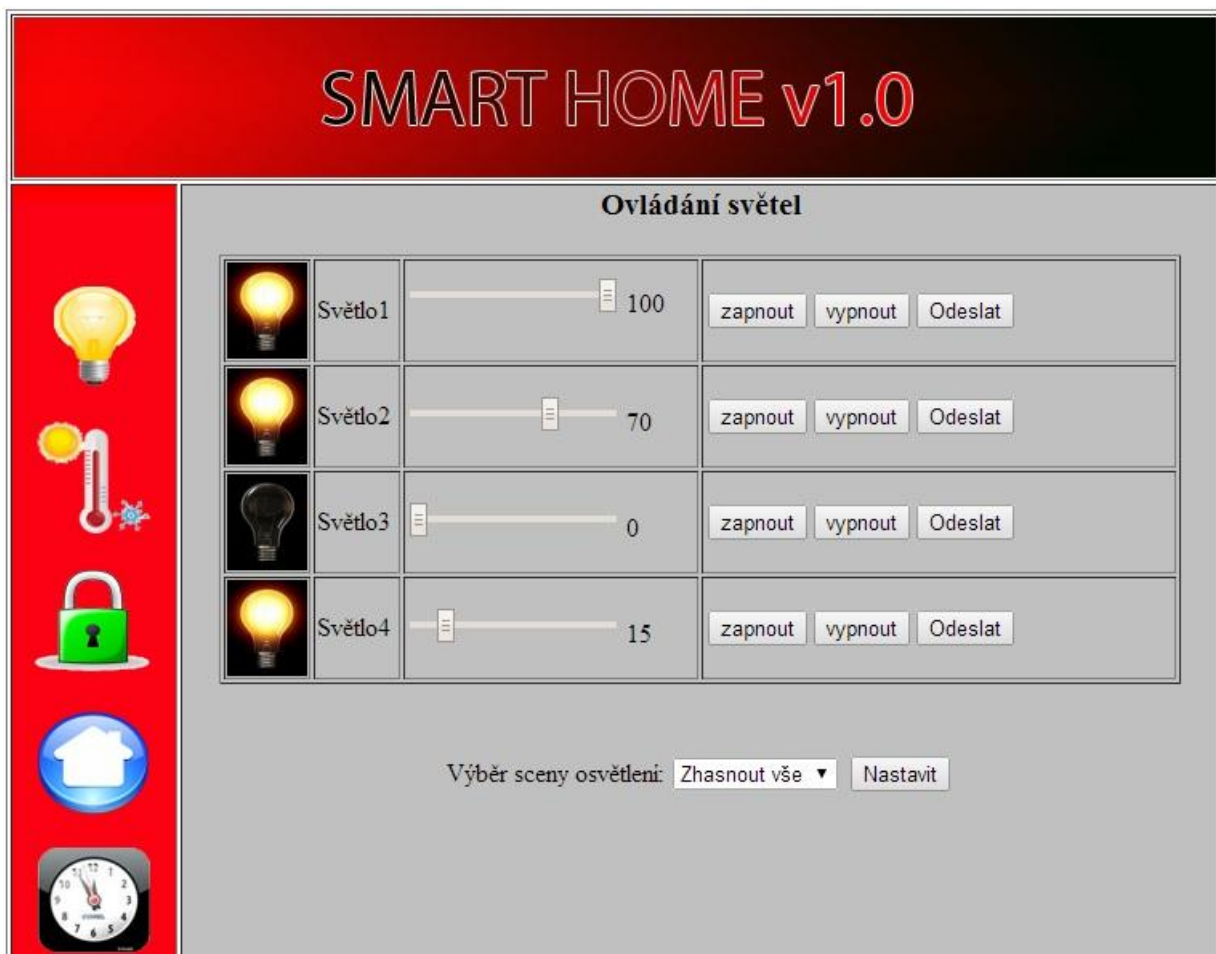 SMART HOME v1.0
Ovládání světel
Světlo1 100 zapnout vypnout Odeslat
Světlo2 70 zapnout vypnout Odeslat
Světlo3 0 zapnout vypnout Odeslat
Světlo4 15 zapnout vypnout Odeslat
Výběr sceny osvětlení: Zhasnout vše Nastavit